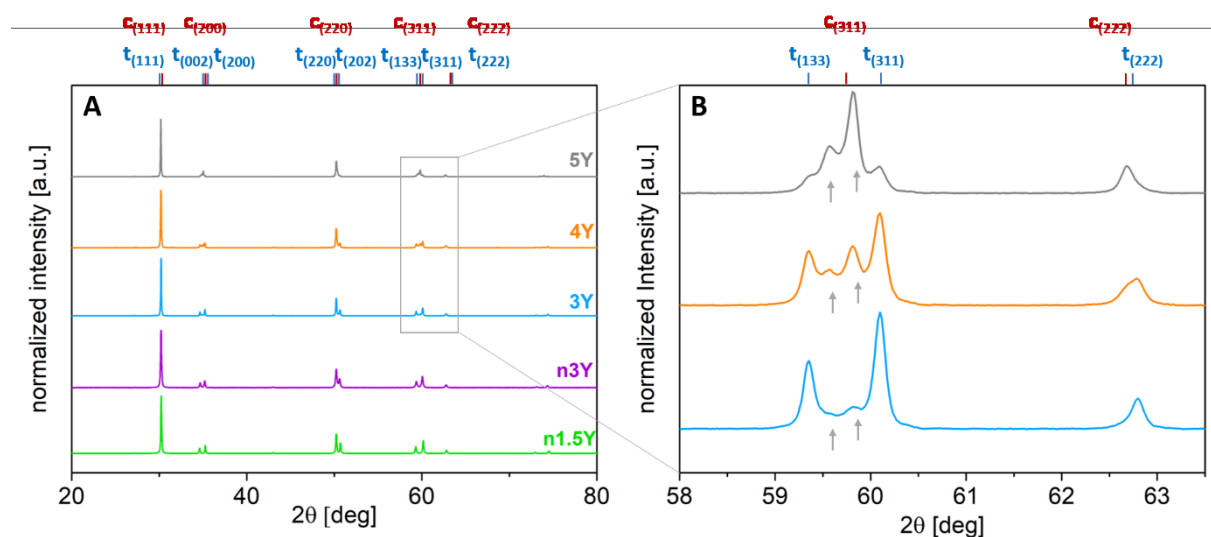 c(111) c(200) c(220) c(311) c(222) c(311) c(222)
t(111) t(002) t(200) t(220) t(202) t(133) t(311) t(222) t(133) t(311) t(222)
A
5Y
4Y
3Y
n3Y
n1.5Y
normalized intensity [a.u.]
20 40 60 80
2θ [deg]
B
normalized Intensity [a.u.]
58 59 60 61 62 63
2θ [deg]